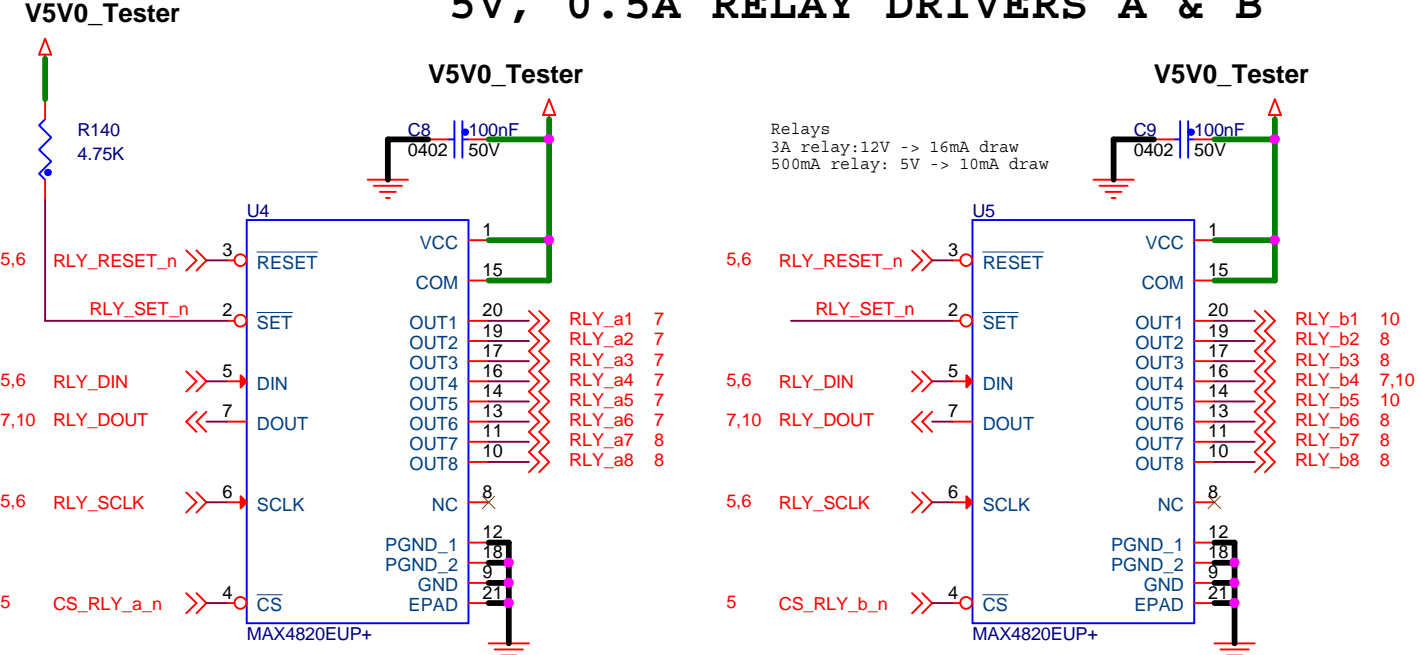 5V, 0.5A RELAY DRIVERS A & B
V5V0_Tester
R140
4.75K
V5V0_Tester
C8
100nF
0402
50V
U4
5,6 RLY_RESET_n 3 RESET
RLY_SET_n 2 SET
5,6 RLY_DIN 5 DIN
7,10 RLY_DOUT 7 DOUT
5,6 RLY_SCLK 6 SCLK
5 CS_RLY_a_n 4 CS
VCC 1
COM 15
OUT1 20 RLY_a1 7
OUT2 19 RLY_a2 7
OUT3 17 RLY_a3 7
OUT4 16 RLY_a4 7
OUT5 14 RLY_a5 7
OUT6 13 RLY_a6 7
OUT7 11 RLY_a7 8
OUT8 10 RLY_a8 8
NC 8
PGND_1 12
PGND_2 18
GND 9
EPAD 21
MAX4820EUP+
Relays
3A relay:12V -> 16mA draw
500mA relay: 5V -> 10mA draw
V5V0_Tester
C9
100nF
0402
50V
U5
5,6 RLY_RESET_n 3 RESET
RLY_SET_n 2 SET
5,6 RLY_DIN 5 DIN
7,10 RLY_DOUT 7 DOUT
5,6 RLY_SCLK 6 SCLK
5 CS_RLY_b_n 4 CS
VCC 1
COM 15
OUT1 20 RLY_b1 10
OUT2 19 RLY_b2 8
OUT3 17 RLY_b3 8
OUT4 16 RLY_b4 7,10
OUT5 14 RLY_b5 10
OUT6 13 RLY_b6 8
OUT7 11 RLY_b7 8
OUT8 10 RLY_b8 8
NC 8
PGND_1 12
PGND_2 18
GND 9
EPAD 21
MAX4820EUP+